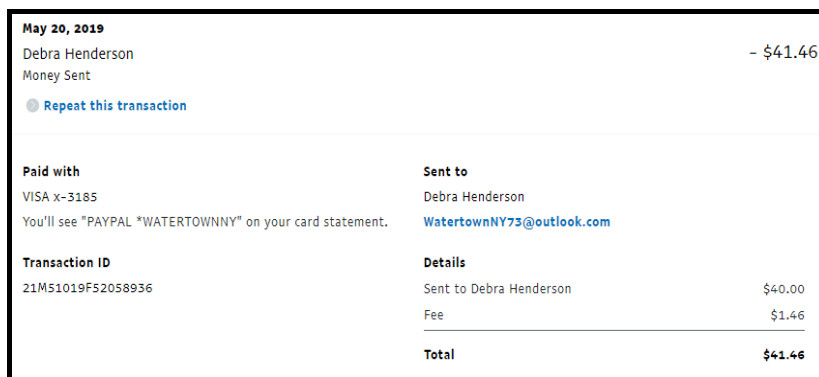 May 20, 2019
Debra Henderson - $41.46
Money Sent
Repeat this transaction
Paid with
VISA x-3185
You'll see "PAYPAL *WATERTOWNNY" on your card statement.
Transaction ID
21M51019F52058936
Sent to
Debra Henderson
WatertownNY73@outlook.com
Details
Sent to Debra Henderson $40.00
Fee $1.46
Total $41.46